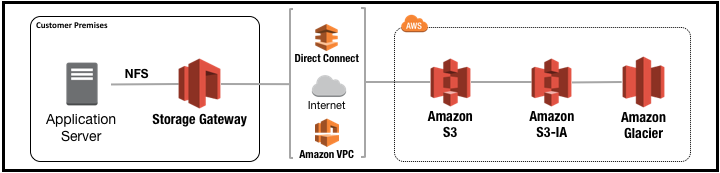 Customer Premises
NFS
Application
Server
Storage Gateway
Direct Connect
Internet
Amazon VPC
AWS
Amazon
S3
Amazon
S3-IA
Amazon
Glacier